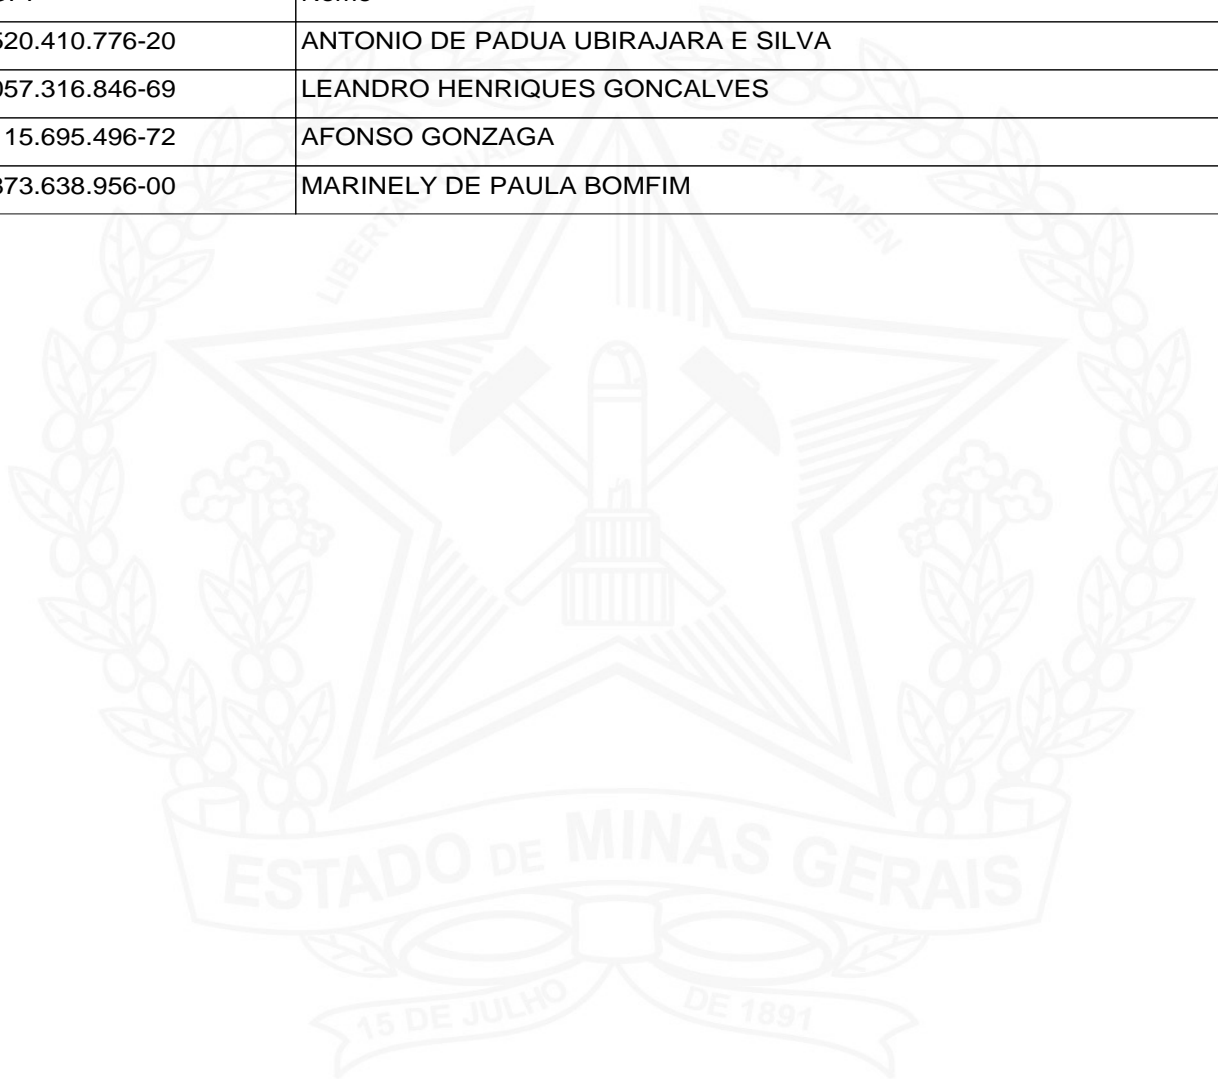 Nome
520.410.776-20 ANTONIO DE PADUA UBIRAJARA E SILVA
057.316.846-69 LEANDRO HENRIQUES GONCALVES
15.695.496-72 AFONSO GONZAGA
873.638.956-00 MARINELY DE PAULA BOMFIM
LIBERTAS QUAE SERA TAMEN
ESTADO DE MINAS GERAIS
15 DE JULHO DE 1891